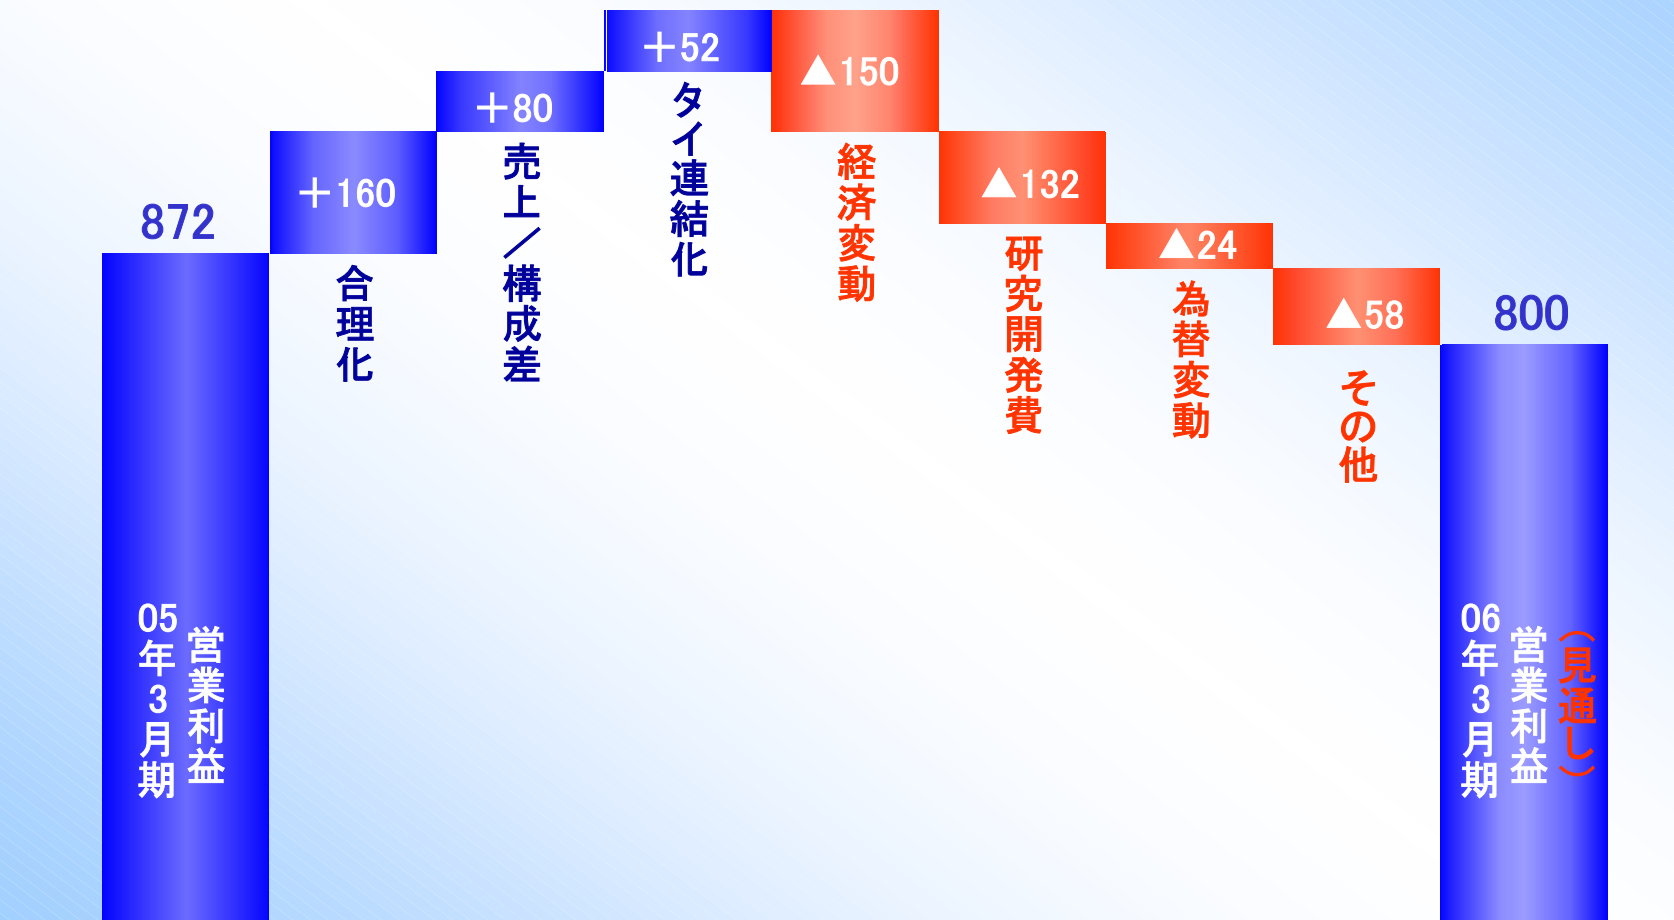 872
05年3月期
営業利益
＋160
合理化
＋80
売上／構成差
＋52
タイ連結化
▲150
経済変動
▲132
研究開発費
▲24
為替変動
▲58
その他
800
06年3月期
営業利益
（見通し）